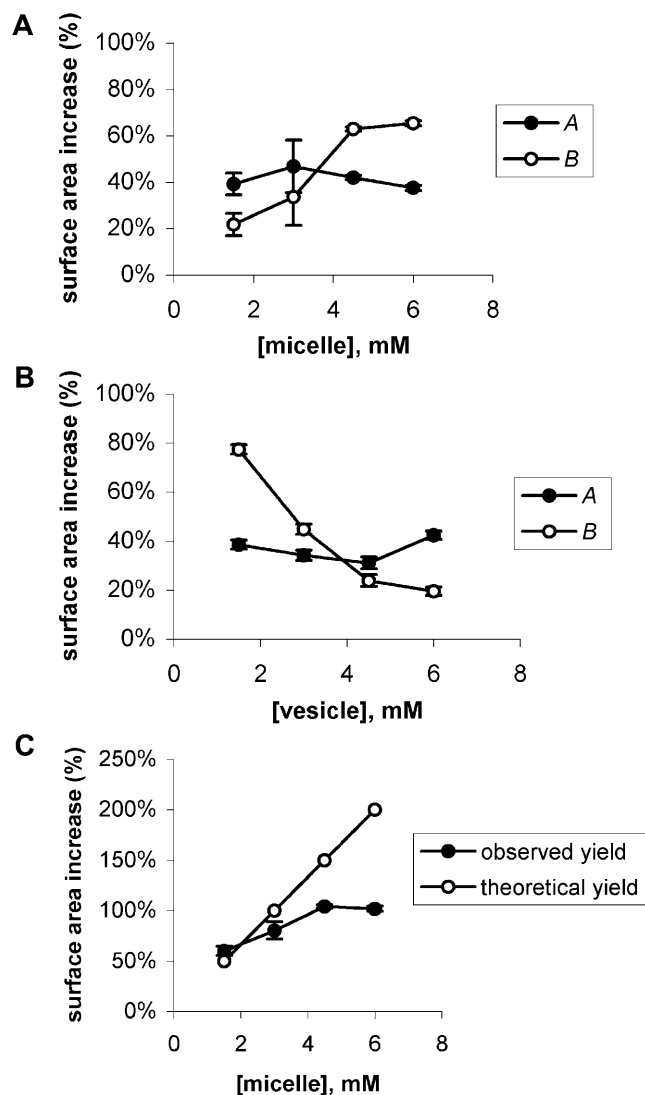 A
surface area increase (%)
100%
80%
60%
40%
20%
0%
0 2 4 6 8
[micelle], mM
A
B
B
surface area increase (%)
100%
80%
60%
40%
20%
0%
0 2 4 6 8
[vesicle], mM
A
B
C
surface area increase (%)
250%
200%
150%
100%
50%
0%
0 2 4 6 8
[micelle], mM
observed yield
theoretical yield